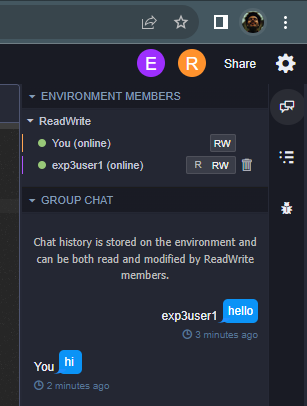 E R Share
ENVIRONMENT MEMBERS
ReadWrite
You (online) RW
exp3user1 (online) R RW
GROUP CHAT
Chat history is stored on the environment and
can be both read and modified by ReadWrite
members.
exp3user1 hello
3 minutes ago
You hi
2 minutes ago